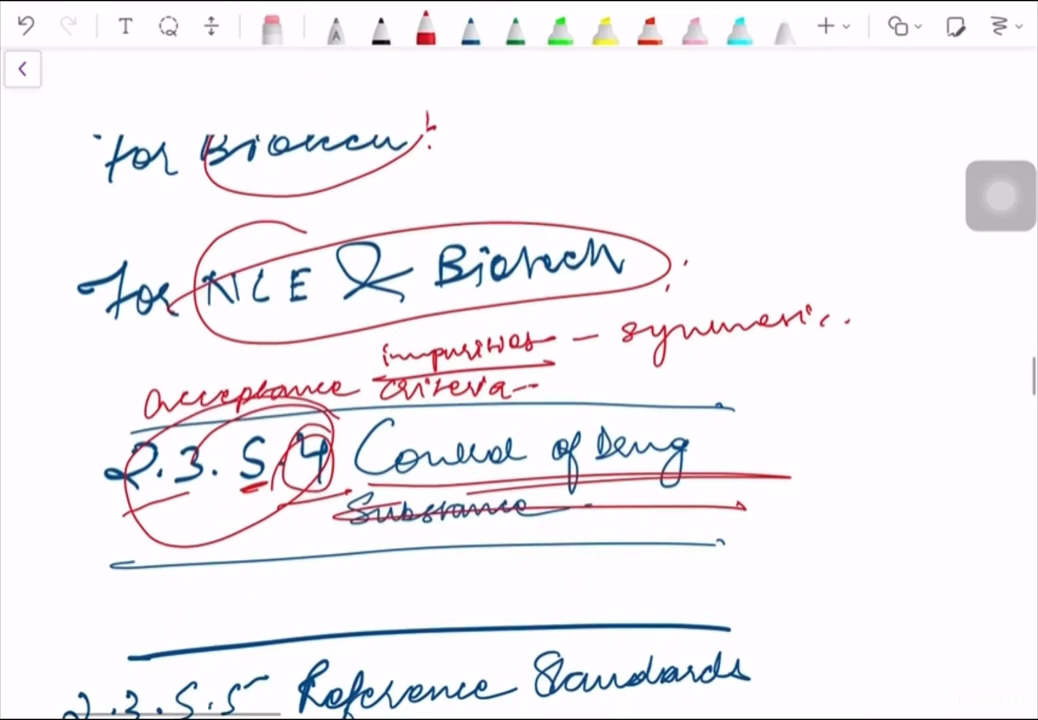 for Biotech
for NCE & Biotech
impurities - synthesis.
acceptance criteria-
2.3.S.4 Control of Drug
Substance
2.3.S.5 Reference Standards